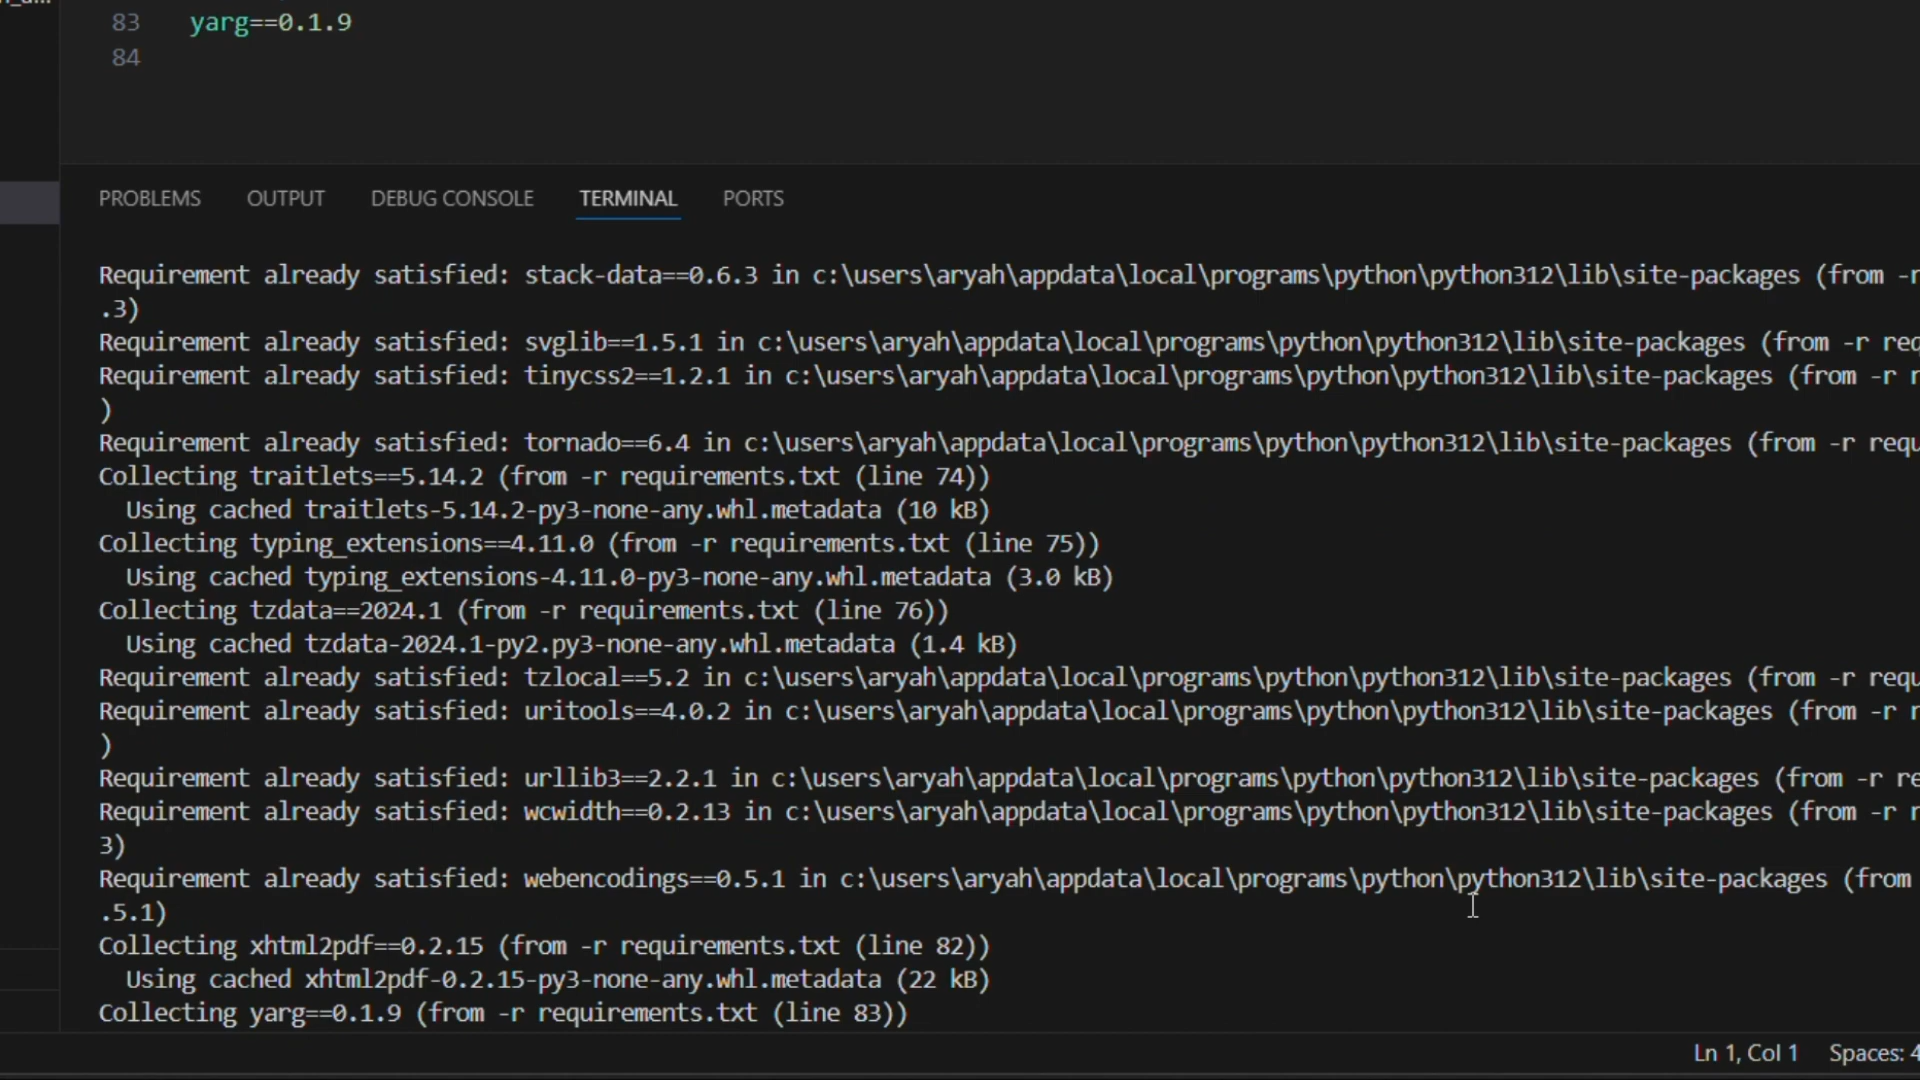 83 yarg==0.1.9
84
PROBLEMS OUTPUT DEBUG CONSOLE TERMINAL PORTS
Requirement already satisfied: stack-data==0.6.3 in c:\users\aryah\appdata\local\programs\python\python312\lib\site-packages (from -r
.3)
Requirement already satisfied: svglib==1.5.1 in c:\users\aryah\appdata\local\programs\python\python312\lib\site-packages (from -r req
Requirement already satisfied: tinycss2==1.2.1 in c:\users\aryah\appdata\local\programs\python\python312\lib\site-packages (from -r r
)
Requirement already satisfied: tornado==6.4 in c:\users\aryah\appdata\local\programs\python\python312\lib\site-packages (from -r requ
Collecting traitlets==5.14.2 (from -r requirements.txt (line 74))
Using cached traitlets-5.14.2-py3-none-any.whl.metadata (10 kB)
Collecting typing_extensions==4.11.0 (from -r requirements.txt (line 75))
Using cached typing_extensions-4.11.0-py3-none-any.whl.metadata (3.0 kB)
Collecting tzdata==2024.1 (from -r requirements.txt (line 76))
Using cached tzdata-2024.1-py2.py3-none-any.whl.metadata (1.4 kB)
Requirement already satisfied: tzlocal==5.2 in c:\users\aryah\appdata\local\programs\python\python312\lib\site-packages (from -r requ
Requirement already satisfied: uritools==4.0.2 in c:\users\aryah\appdata\local\programs\python\python312\lib\site-packages (from -r r
)
Requirement already satisfied: urllib3==2.2.1 in c:\users\aryah\appdata\local\programs\python\python312\lib\site-packages (from -r re
Requirement already satisfied: wcwidth==0.2.13 in c:\users\aryah\appdata\local\programs\python\python312\lib\site-packages (from -r r
3)
Requirement already satisfied: webencodings==0.5.1 in c:\users\aryah\appdata\local\programs\python\python312\lib\site-packages (from
.5.1)
Collecting xhtml2pdf==0.2.15 (from -r requirements.txt (line 82))
Using cached xhtml2pdf-0.2.15-py3-none-any.whl.metadata (22 kB)
Collecting yarg==0.1.9 (from -r requirements.txt (line 83))
Ln 1, Col 1 Spaces: 4